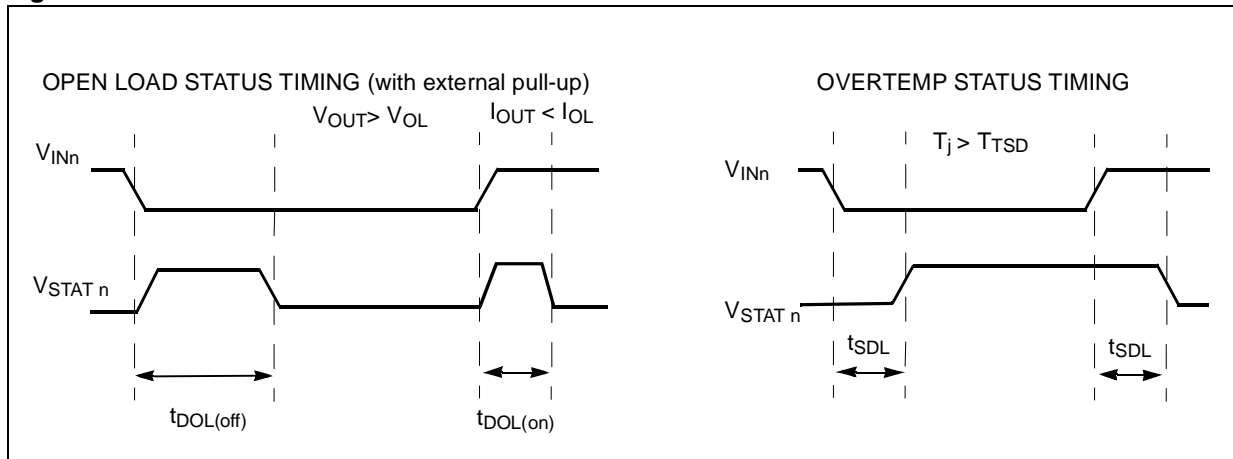 OPEN LOAD STATUS TIMING (with external pull-up)
VOUT> VOL
IOUT < IOL
VINn
VSTAT n
tDOL(off)
tDOL(on)
OVERTEMP STATUS TIMING
Tj > TTSD
VINn
VSTAT n
tSDL
tSDL